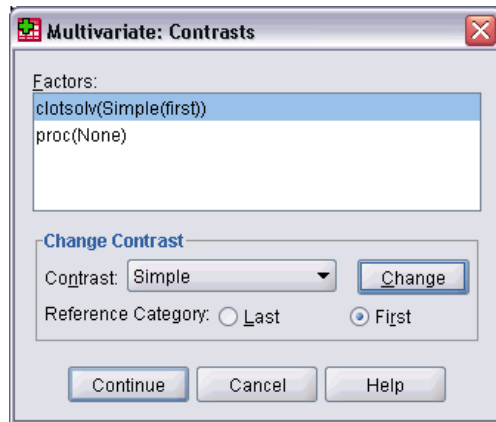 Multivariate: Contrasts
Factors:
clotsolv(Simple(first))
proc(None)
Change Contrast
Contrast: Simple Change
Reference Category: Last First
Continue Cancel Help